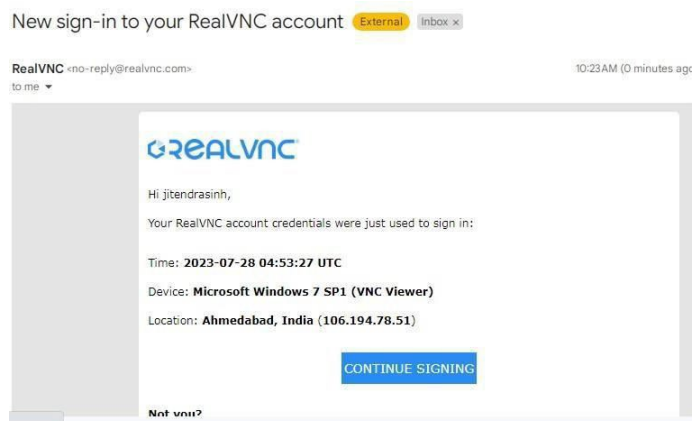 New sign-in to your RealVNC account External Inbox ×
RealVNC <no-reply@realvnc.com> 10:23AM (0 minutes ago
to me
REALVNC
Hi jitendrasinh,
Your RealVNC account credentials were just used to sign in:
Time: 2023-07-28 04:53:27 UTC
Device: Microsoft Windows 7 SP1 (VNC Viewer)
Location: Ahmedabad, India (106.194.78.51)
CONTINUE SIGNING
Not you?